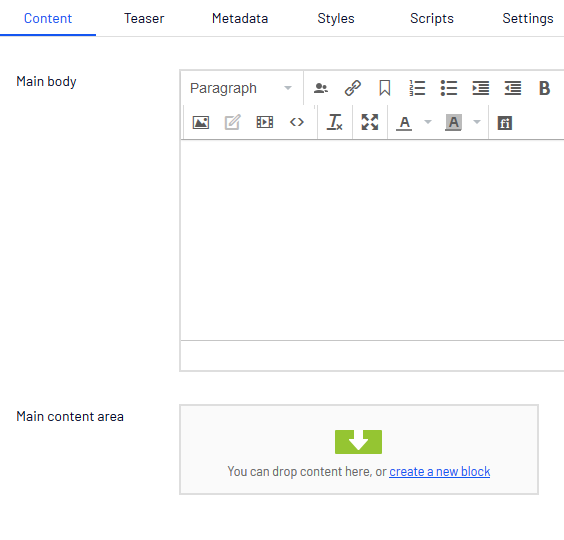 Content Teaser Metadata Styles Scripts Settings
Main body
Paragraph B
A A fi
Main content area
You can drop content here, or create a new block